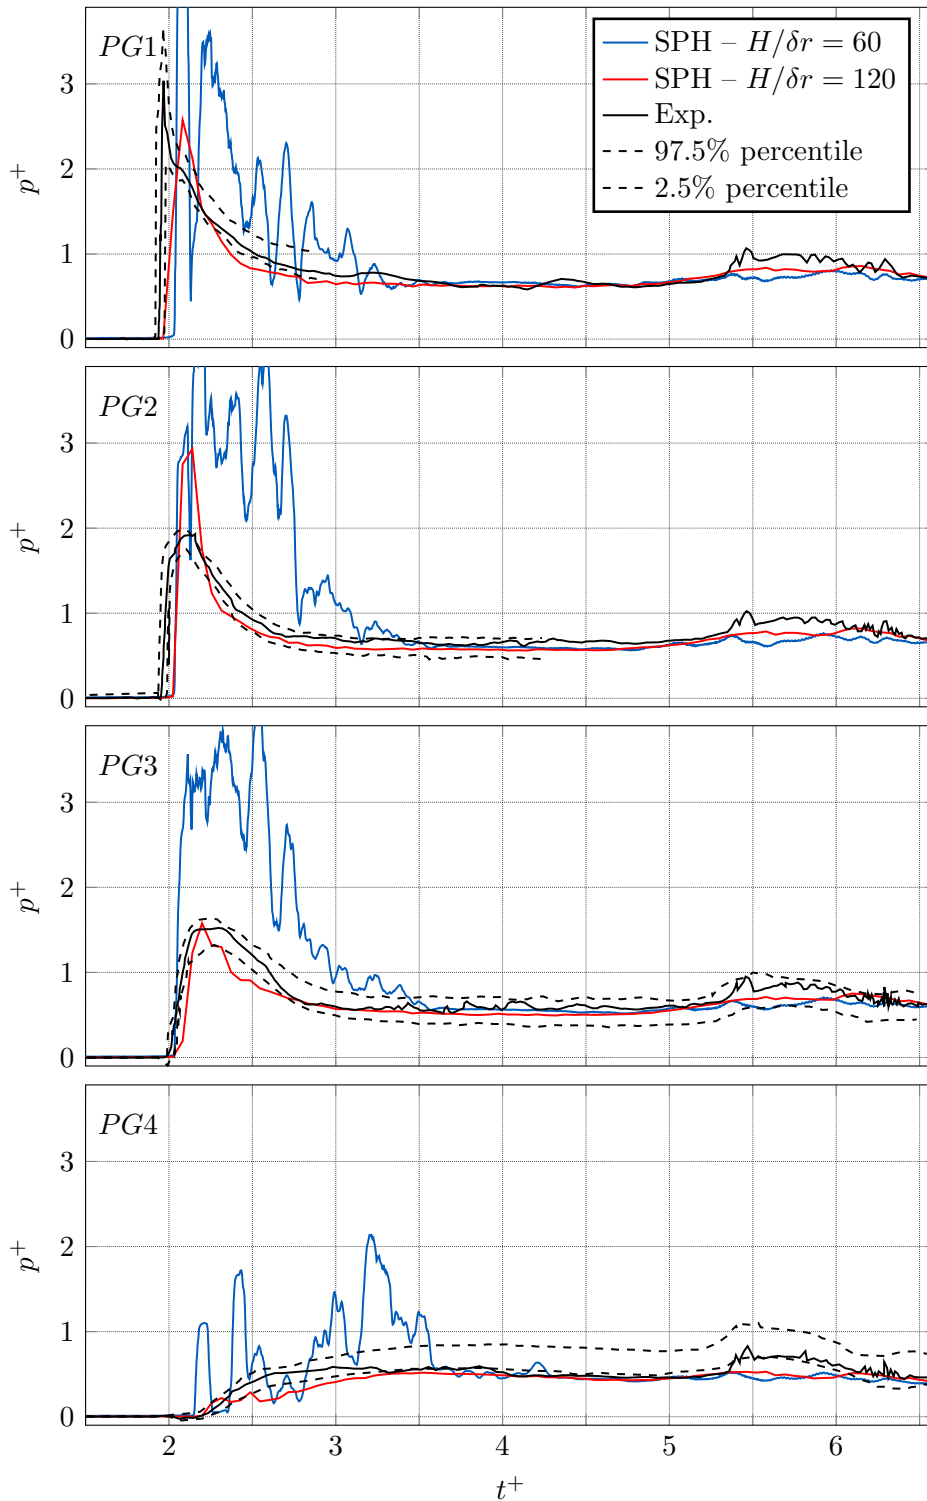 PG1
SPH – H/δr = 60
SPH – H/δr = 120
Exp.
97.5% percentile
2.5% percentile
3
2
1
0
p⁺
PG2
3
2
1
0
p⁺
PG3
3
2
1
0
p⁺
PG4
3
2
1
0
p⁺
2 3 4 5 6
t⁺